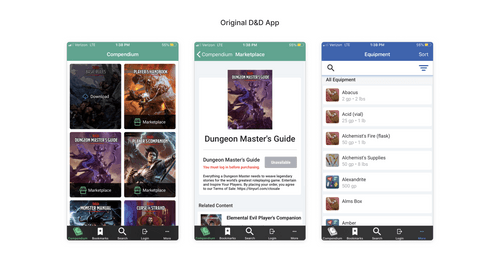 Original D&D App
Verizon LTE 1:58 PM
Compendium
Download
PLAYER'S HANDBOOK
Marketplace
DUNGEON MASTER'S GUIDE
Marketplace
PLAYER'S COMPANION
Marketplace
MONSTER MANUAL
CURSE OF STRAHD
Compendium Bookmarks Search Login More
Verizon LTE 1:58 PM
Compendium Marketplace
DUNGEON MASTER'S GUIDE
Dungeon Master's Guide
Dungeon Master's Guide
You must log in before purchasing.
Unavailable
Everything a Dungeon Master needs to weave legendary
stories for the world's greatest roleplaying game. Entertain
and Inspire Your Players. By placing your order, you agree
to our Terms of Sale:
Related Content
Elemental Evil Player's Companion
Compendium Bookmarks Search Login More
Verizon LTE 1:58 PM
Equipment Sort
All Equipment
Abacus
2 gp • 2 lbs
Acid (vial)
25 gp • 1 lb
Alchemist's Fire (flask)
50 gp • 1 lb
Alchemist's Supplies
50 gp • 8 lbs
Alexandrite
500 gp
Alms Box
Amber
Compendium Bookmarks Search Login More